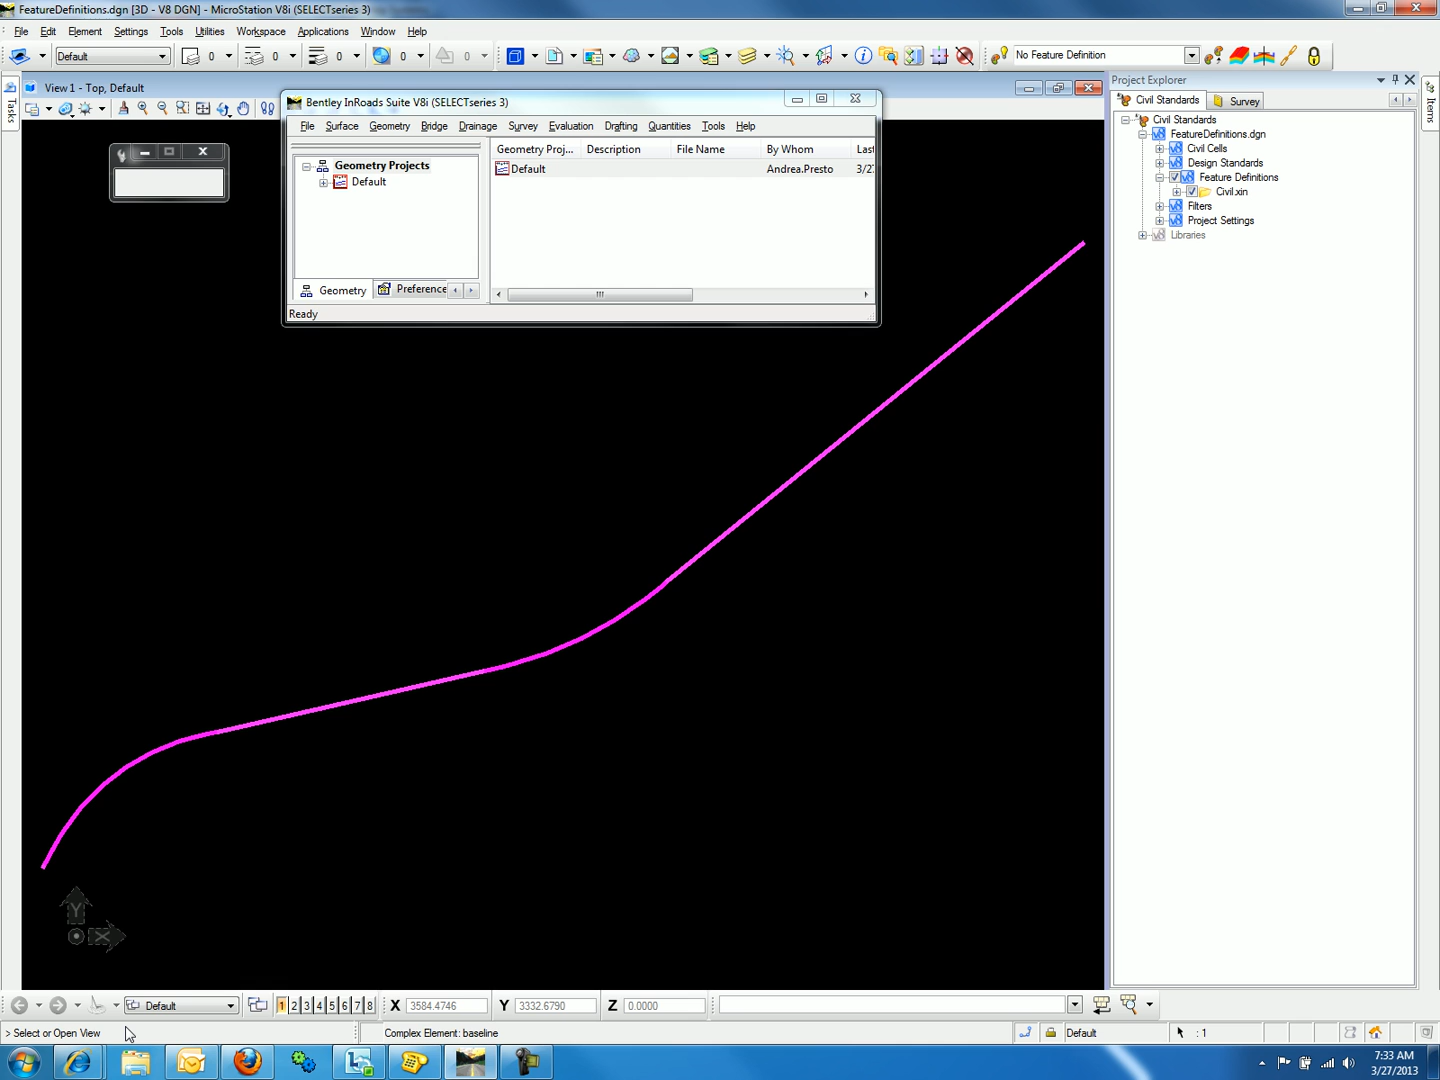 FeatureDefinitions.dgn [3D - V8 DGN] - MicroStation V8i (SELECTseries 3)
File Edit Element Settings Tools Utilities Workspace Applications Window Help
Default 0 0 0 0 0 No Feature Definition
View 1 - Top, Default
Tasks
Bentley InRoads Suite V8i (SELECTseries 3)
File Surface Geometry Bridge Drainage Survey Evaluation Drafting Quantities Tools Help
Geometry Projects
Default
Geometry Preference
Geometry Proj... Description File Name By Whom Last
Default Andrea.Presto 3/27
Ready
Project Explorer
Civil Standards Survey
Civil Standards
FeatureDefinitions.dgn
Civil Cells
Design Standards
Feature Definitions
Civil.xin
Filters
Project Settings
Libraries
Items
Y
X
Default 1 2 3 4 5 6 7 8 X 3584.4746 Y 3332.6790 Z 0.0000
> Select or Open View Complex Element: baseline Default : 1
7:33 AM
3/27/2013